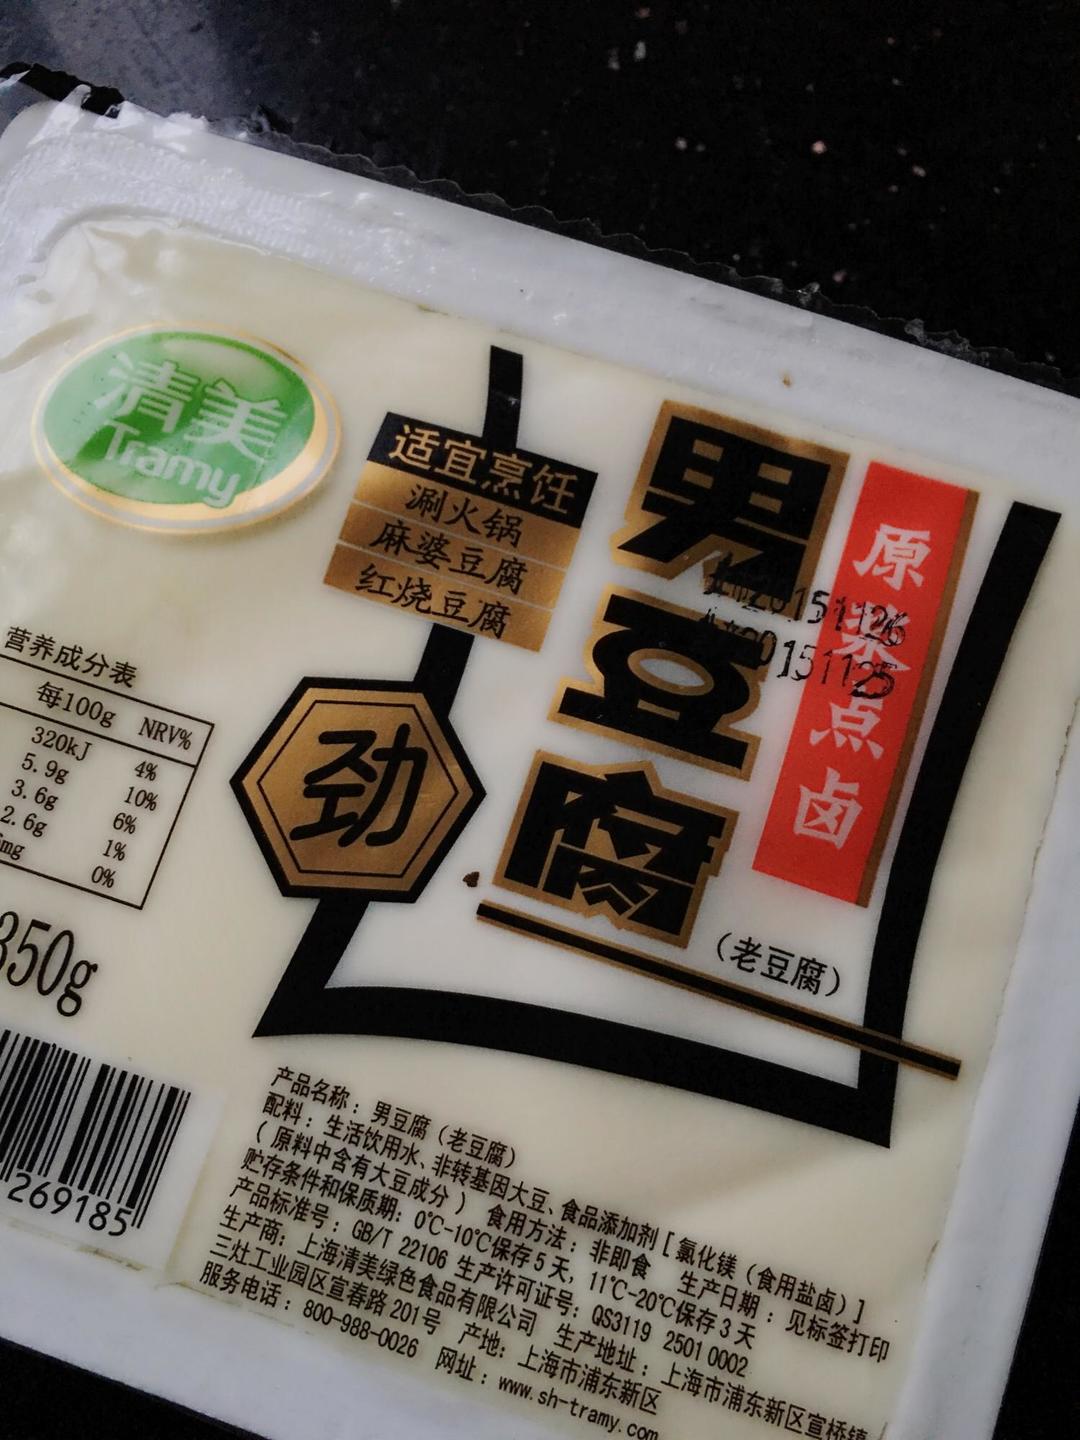 清美
Tramy
适宜烹饪
涮火锅
麻婆豆腐
红烧豆腐
男豆腐
原浆点卤
20151126
20151125
劲
(老豆腐)
营养成分表
每100g NRV%
320kJ 4%
5.9g 10%
3.6g 6%
2.6g 1%
mg 0%
350g
269185
产品名称：男豆腐（老豆腐）
配料：生活饮用水、非转基因大豆、食品添加剂[氯化镁（食用盐卤）]
（原料中含有大豆成分） 食用方法：非即食 生产日期：见标签打印
贮存条件和保质期：0℃-10℃保存5天，11℃-20℃保存3天
产品标准号：GB/T 22106 生产许可证号：QS3119 2501 0002
生产商：上海清美绿色食品有限公司 生产地址：上海市浦东新区宣桥镇
三灶工业园区宣春路201号 产地：上海市浦东新区
服务电话：800-988-0026 网址：www.sh-tramy.com